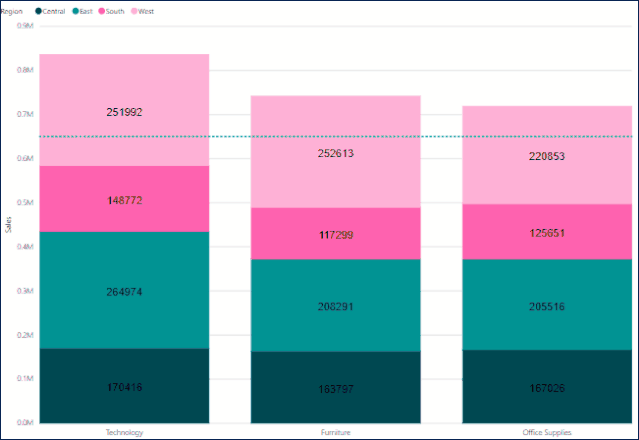 Region Central East South West
0.9M
0.8M
0.7M
0.6M
0.5M
0.4M
0.3M
0.2M
0.1M
0.0M
Sales
251992
148772
264974
170416
252613
117299
208291
163797
220853
125651
205516
167026
Technology Furniture Office Supplies